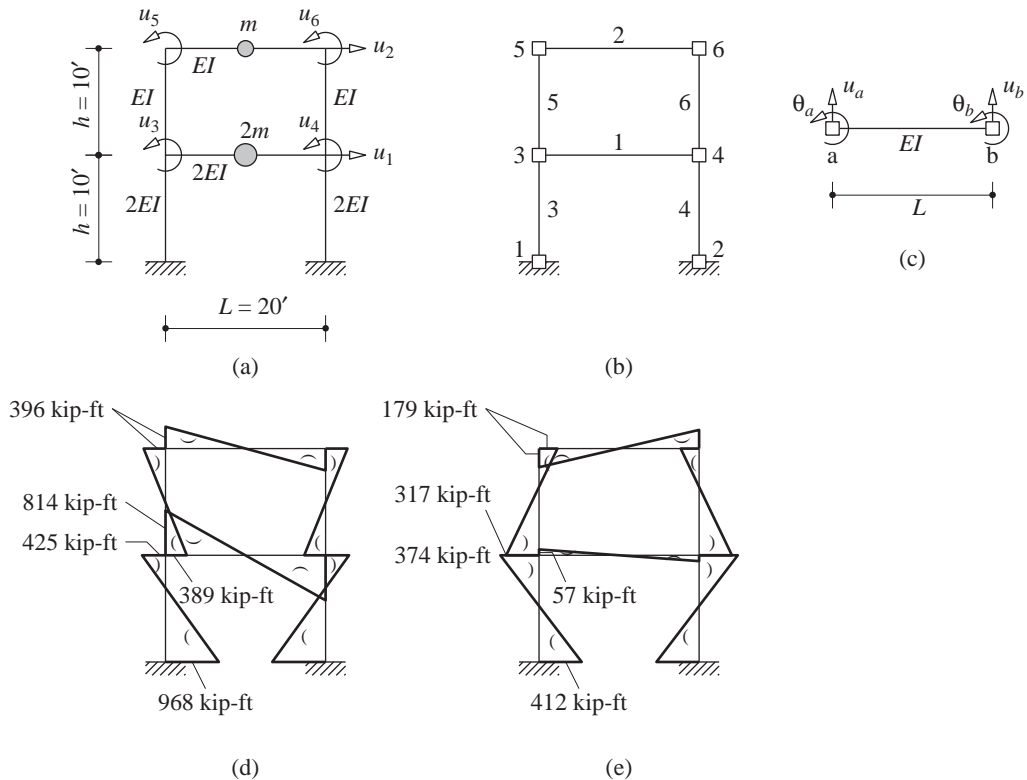 u5 m u6
u2
EI
h = 10′
EI EI
u3 2m u4
u1
2EI
h = 10′
2EI 2EI
L = 20′
(a)
5 2 6
5 6
3 1 4
3 4
1 2
(b)
θa ua θb ub
a EI b
L
(c)
396 kip-ft
814 kip-ft
425 kip-ft
389 kip-ft
968 kip-ft
(d)
179 kip-ft
317 kip-ft
374 kip-ft
57 kip-ft
412 kip-ft
(e)